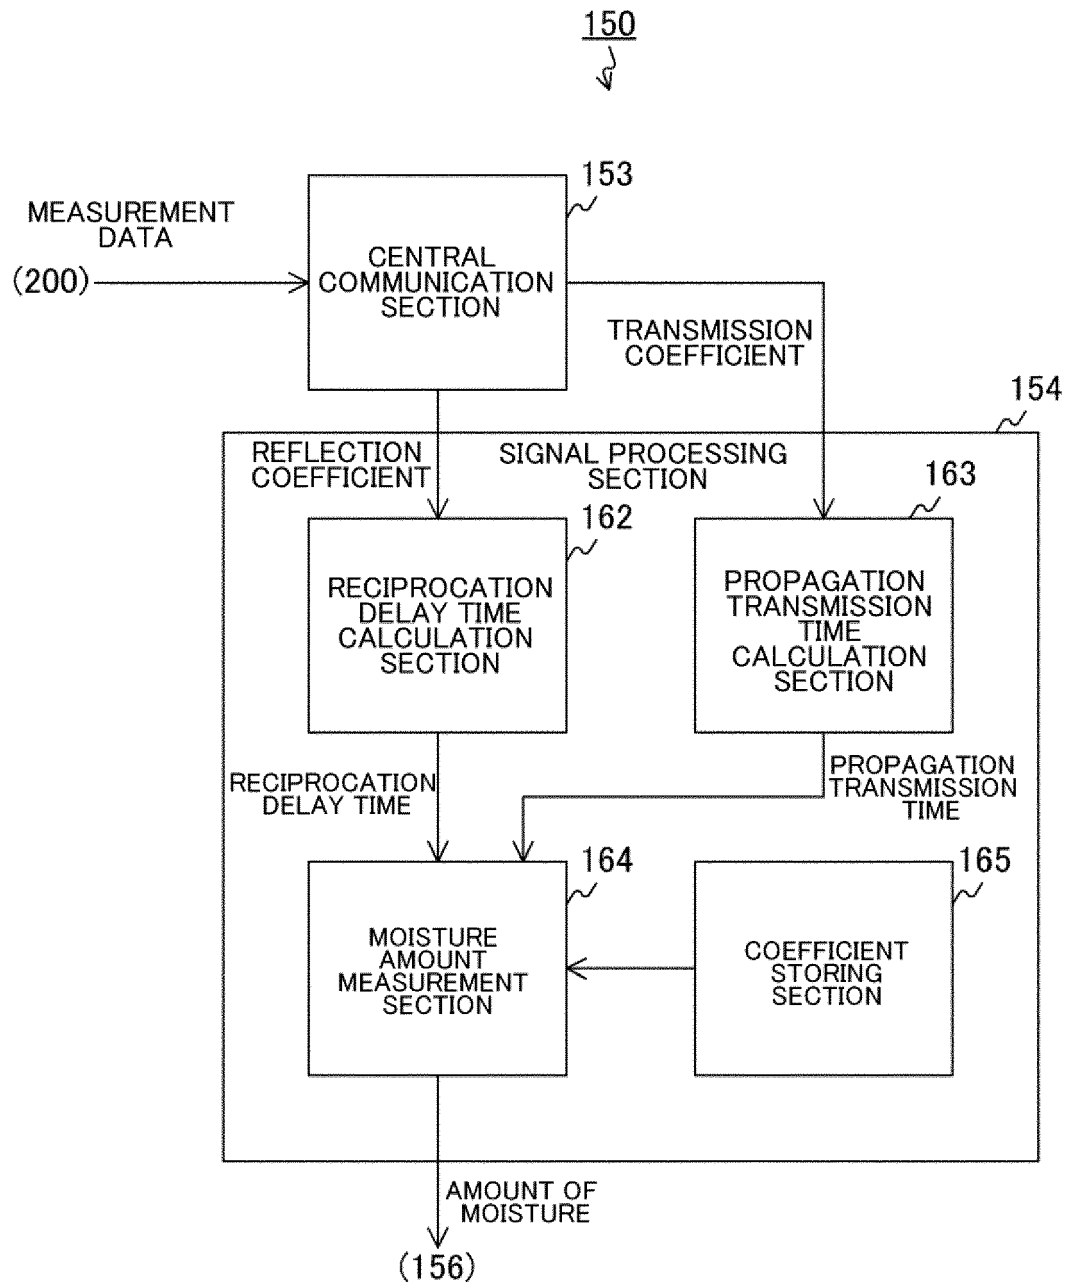 150
153
MEASUREMENT
DATA
(200)
CENTRAL
COMMUNICATION
SECTION
TRANSMISSION
COEFFICIENT
154
REFLECTION
COEFFICIENT
SIGNAL PROCESSING
SECTION
162
163
RECIPROCATION
DELAY TIME
CALCULATION
SECTION
PROPAGATION
TRANSMISSION
TIME
CALCULATION
SECTION
RECIPROCATION
DELAY TIME
PROPAGATION
TRANSMISSION
TIME
164
165
MOISTURE
AMOUNT
MEASUREMENT
SECTION
COEFFICIENT
STORING
SECTION
AMOUNT OF
MOISTURE
(156)